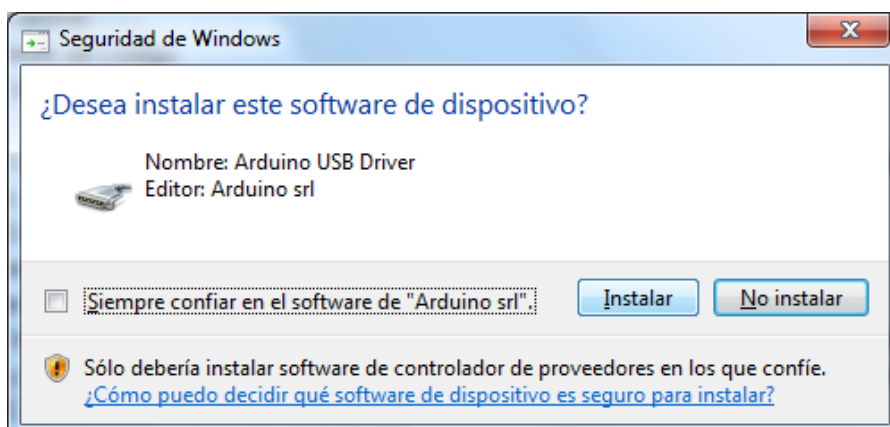 Seguridad de Windows
¿Desea instalar este software de dispositivo?
Nombre: Arduino USB Driver
Editor: Arduino srl
Siempre confiar en el software de "Arduino srl".
Instalar
No instalar
Sólo debería instalar software de controlador de proveedores en los que confíe.
¿Cómo puedo decidir qué software de dispositivo es seguro para instalar?